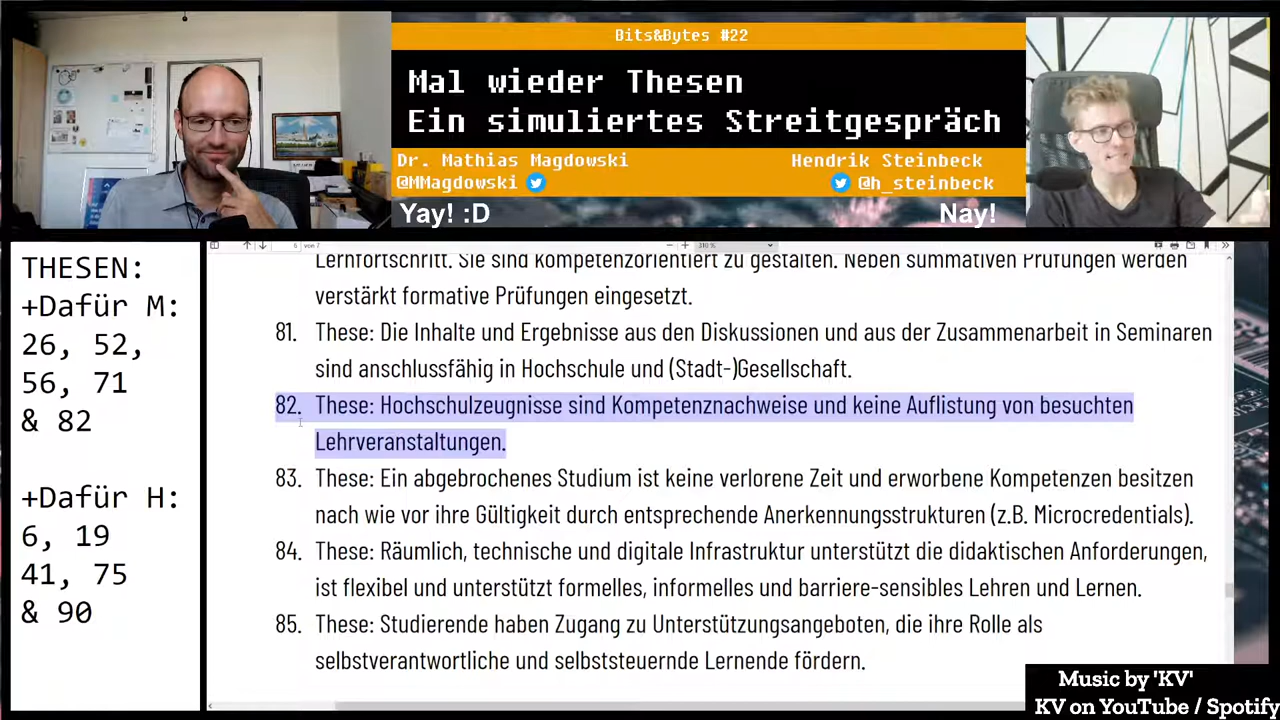 Bits&Bytes #22
Mal wieder Thesen
Ein simuliertes Streitgespräch
Dr. Mathias Magdowski
@MMagdowski
Hendrik Steinbeck
@h_steinbeck
Yay! :D
Nay!
THESEN:
+Dafür M:
26, 52,
56, 71
& 82
+Dafür H:
6, 19
41, 75
& 90
6 von 7
310 %
Lernfortschritt. Sie sind kompetenzorientiert zu gestalten. Neben summativen Prüfungen werden
verstärkt formative Prüfungen eingesetzt.
81. These: Die Inhalte und Ergebnisse aus den Diskussionen und aus der Zusammenarbeit in Seminaren
sind anschlussfähig in Hochschule und (Stadt-)Gesellschaft.
82. These: Hochschulzeugnisse sind Kompetenznachweise und keine Auflistung von besuchten
Lehrveranstaltungen.
83. These: Ein abgebrochenes Studium ist keine verlorene Zeit und erworbene Kompetenzen besitzen
nach wie vor ihre Gültigkeit durch entsprechende Anerkennungsstrukturen (z.B. Microcredentials).
84. These: Räumlich, technische und digitale Infrastruktur unterstützt die didaktischen Anforderungen,
ist flexibel und unterstützt formelles, informelles und barriere-sensibles Lehren und Lernen.
85. These: Studierende haben Zugang zu Unterstützungsangeboten, die ihre Rolle als
selbstverantwortliche und selbststeuernde Lernende fördern.
Music by 'KV'
KV on YouTube / Spotify